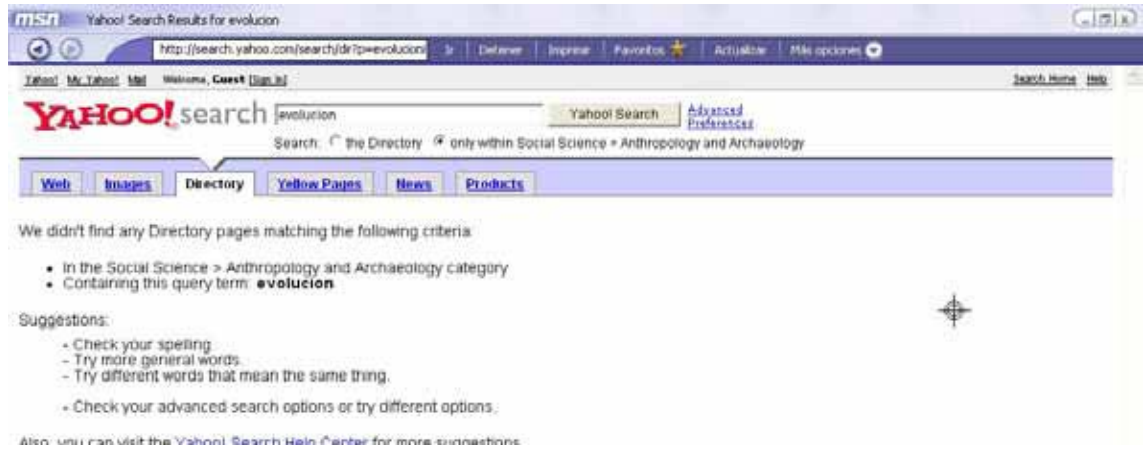 msn Yahoo! Search Results for evolucion
http://search.yahoo.com/search/dir?p=evolucion Ir Detener Imprimir Favoritos Actualizar Más opciones
Yahoo! My Yahoo! Mail Welcome, Guest [Sign In] Search Home Help
YAHOO! search evolucion Yahoo! Search Advanced
Preferences
Search: the Directory only within Social Science > Anthropology and Archaeology
Web Images Directory Yellow Pages News Products
We didn't find any Directory pages matching the following criteria
• In the Social Science > Anthropology and Archaeology category
• Containing this query term: evolucion
Suggestions:
- Check your spelling
- Try more general words.
- Try different words that mean the same thing.
- Check your advanced search options or try different options.
Also, you can visit the Yahoo! Search Help Center for more suggestions